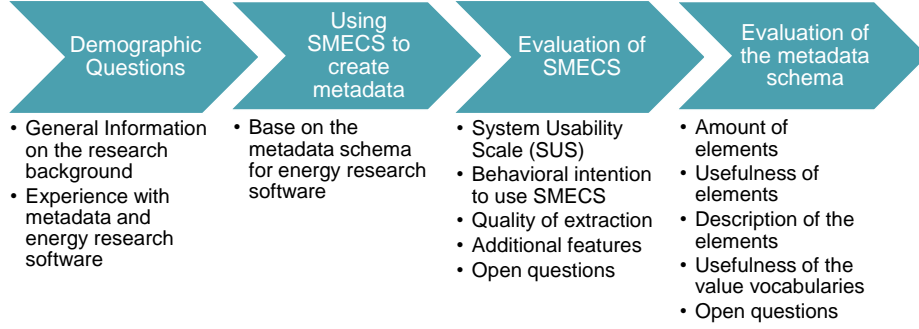 Demographic
Questions
• General Information
on the research
background
• Experience with
metadata and
energy research
software
Using
SMECS to
create
metadata
• Base on the
metadata schema
for energy research
software
Evaluation of
SMECS
• System Usability
Scale (SUS)
• Behavioral intention
to use SMECS
• Quality of extraction
• Additional features
• Open questions
Evaluation of
the metadata
schema
• Amount of
elements
• Usefulness of
elements
• Description of the
elements
• Usefulness of the
value vocabularies
• Open questions